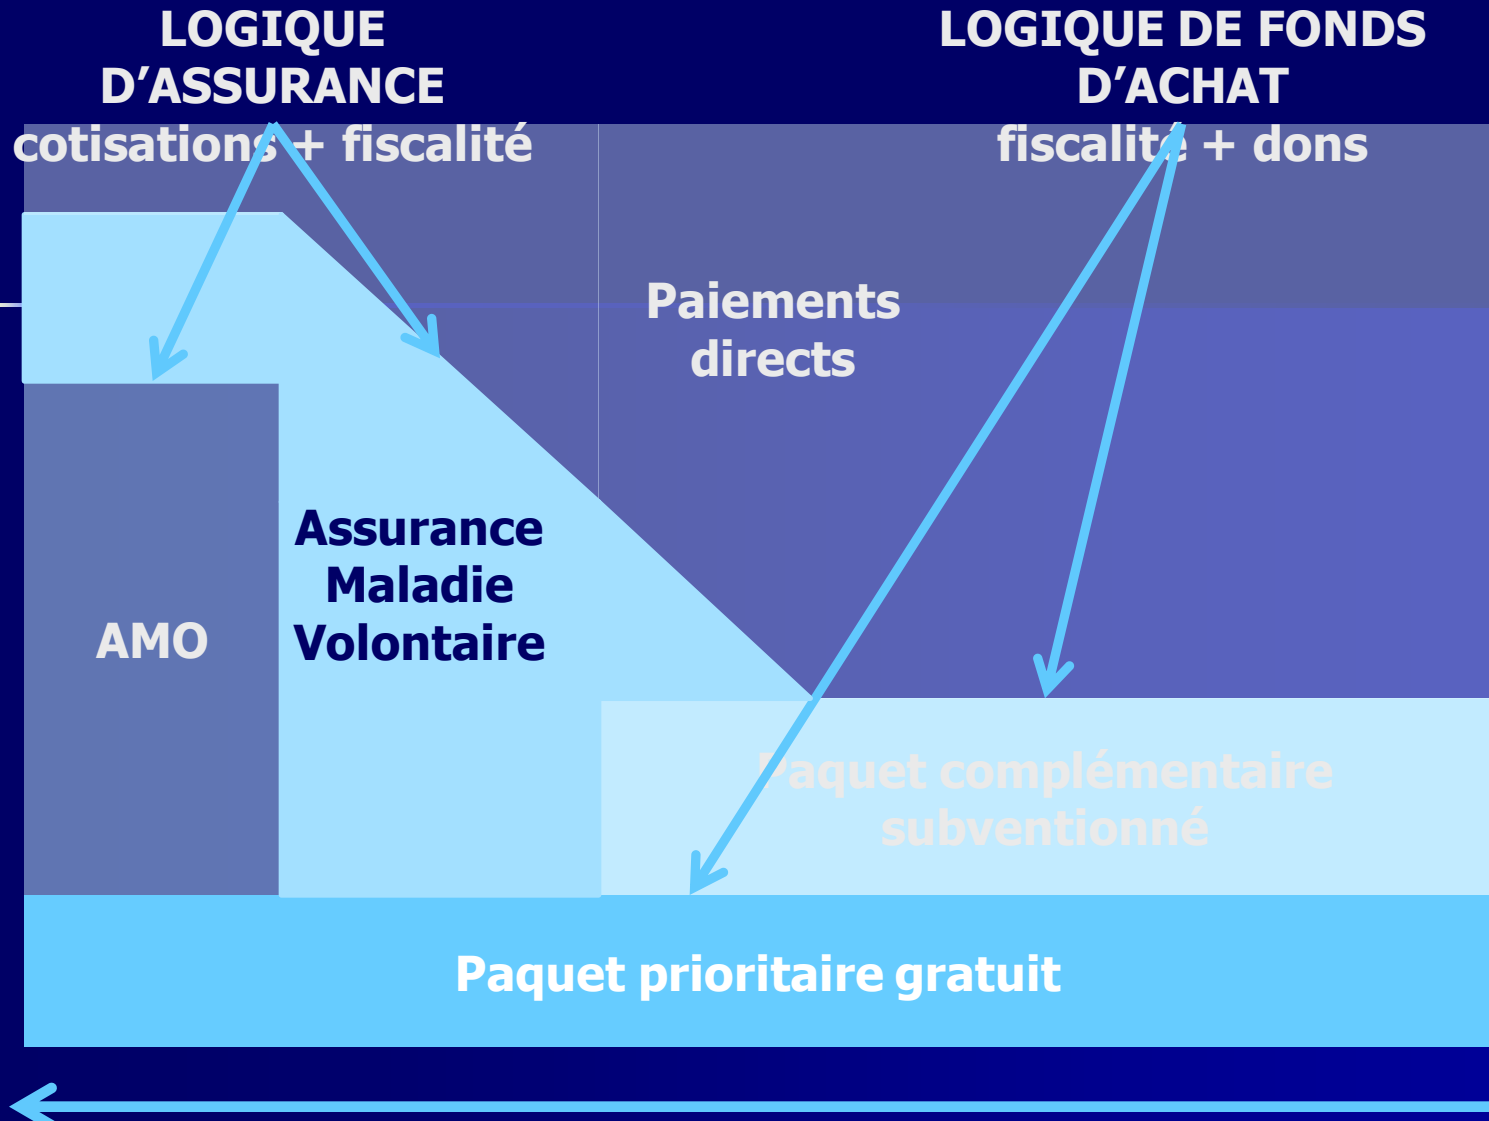 LOGIQUE
D’ASSURANCE
cotisations + fiscalité
LOGIQUE DE FONDS
D’ACHAT
fiscalité + dons
Paiements
directs
Assurance
Maladie
Volontaire
AMO
Paquet complémentaire
subventionné
Paquet prioritaire gratuit